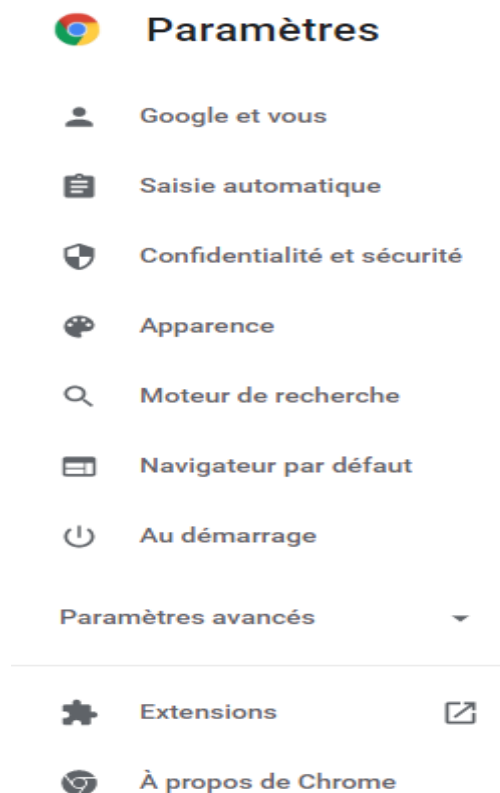 Paramètres
Google et vous
Saisie automatique
Confidentialité et sécurité
Apparence
Moteur de recherche
Navigateur par défaut
Au démarrage
Paramètres avancés
Extensions
À propos de Chrome